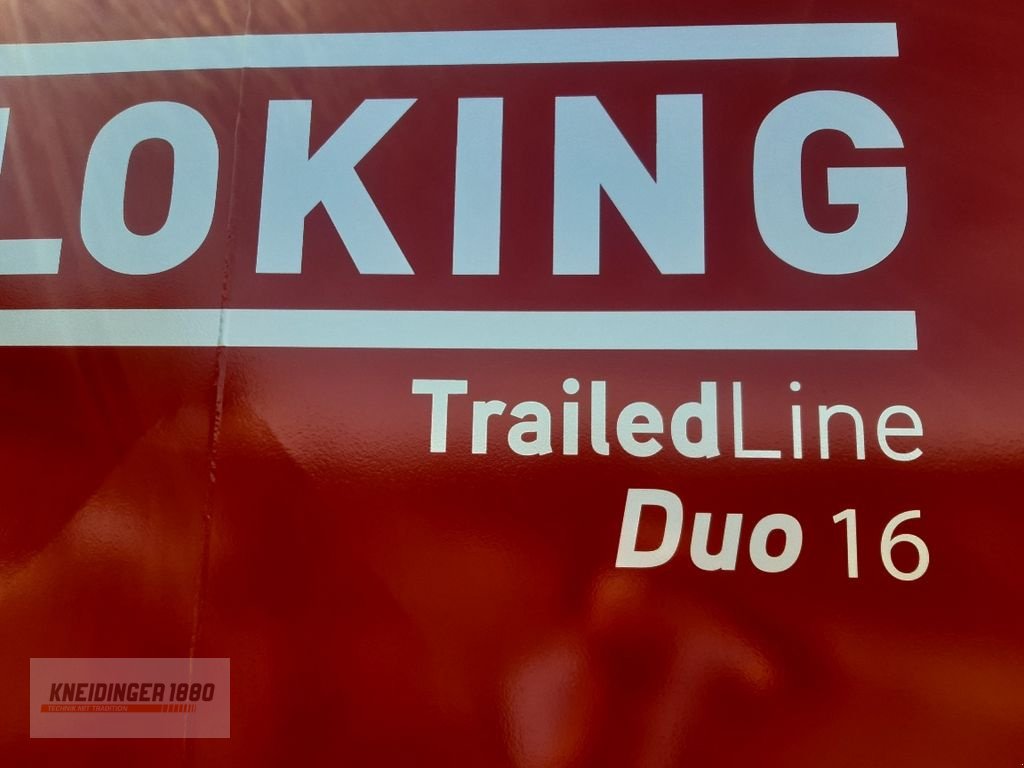 LOKING
TrailedLine
Duo 16
KNEIDINGER 1880
TECHNIK MIT TRADITION